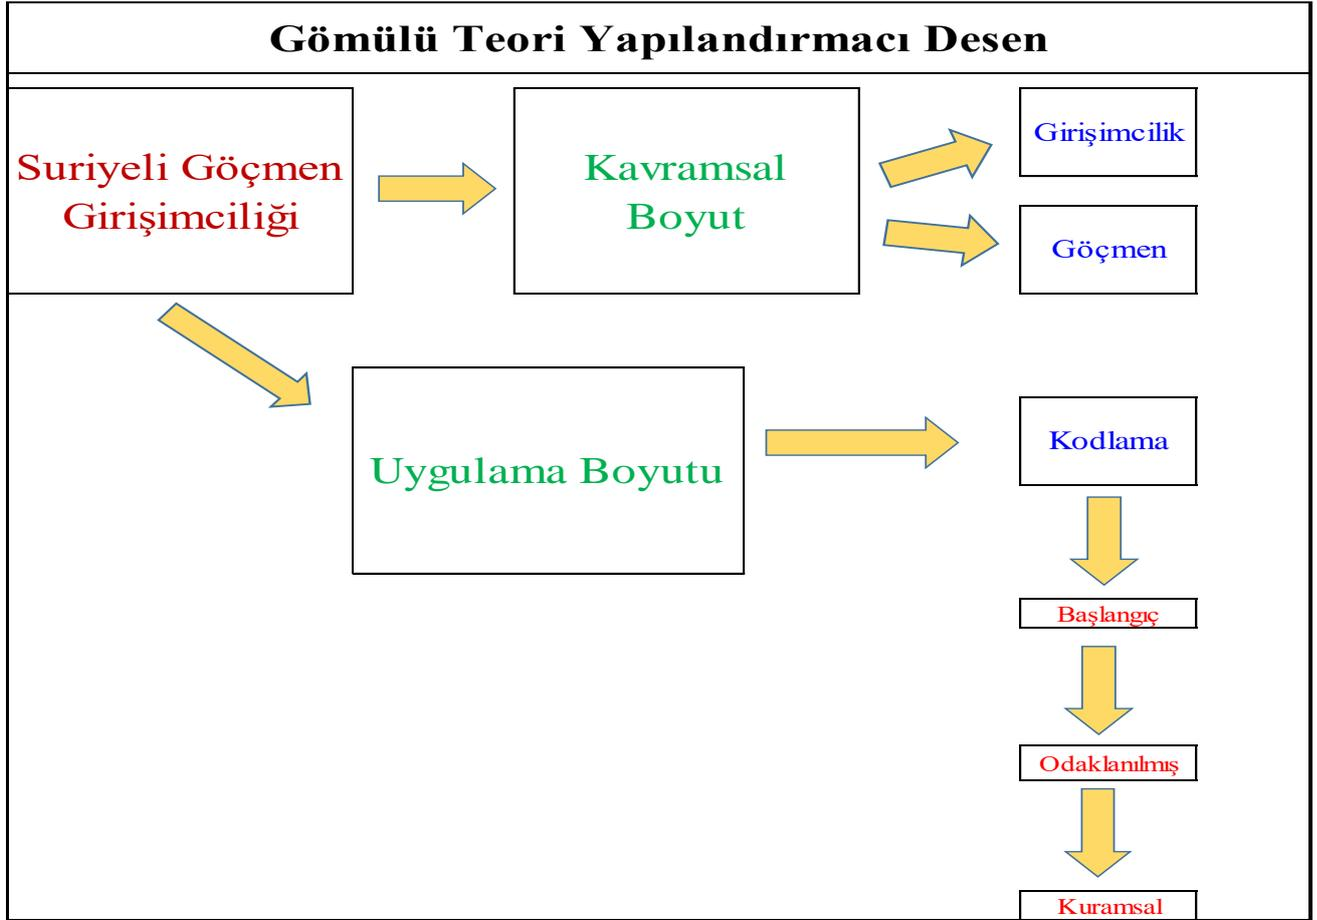 Gömülü Teori Yapılandırmacı Desen
Suriyeli Göçmen
Girişimciliği
Kavramsal
Boyut
Girişimcilik
Göçmen
Uygulama Boyutu
Kodlama
Başlangıç
Odaklanılmış
Kuramsal